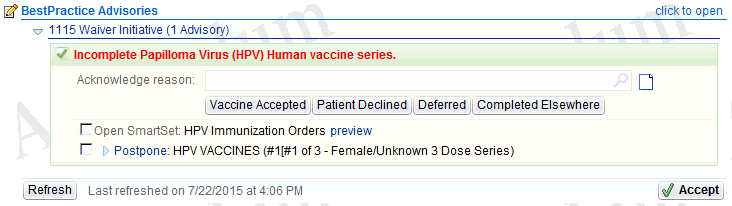 BestPractice Advisories click to open
1115 Waiver Initiative (1 Advisory)
Incomplete Papilloma Virus (HPV) Human vaccine series.
Acknowledge reason:
Vaccine Accepted Patient Declined Deferred Completed Elsewhere
Open SmartSet: HPV Immunization Orders preview
Postpone: HPV VACCINES (#1[#1 of 3 - Female/Unknown 3 Dose Series)
Refresh Last refreshed on 7/22/2015 at 4:06 PM Accept